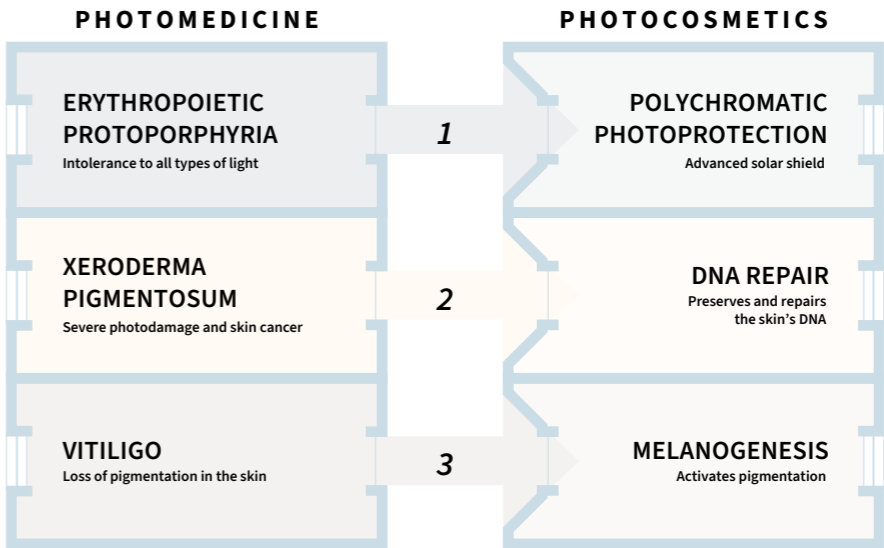 PHOTOMEDICINE
PHOTOCOSMETICS
ERYTHROPOIETIC
PROTOPORPHYRIA
Intolerance to all types of light
1
POLYCHROMATIC
PHOTOPROTECTION
Advanced solar shield
XERODERMA
PIGMENTOSUM
Severe photodamage and skin cancer
2
DNA REPAIR
Preserves and repairs
the skin’s DNA
VITILIGO
Loss of pigmentation in the skin
3
MELANOGENESIS
Activates pigmentation